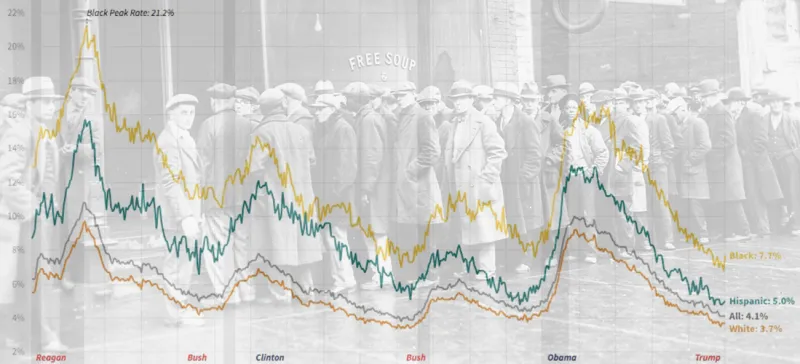 22%
Black Peak Rate: 21.2%
20%
18%
16%
14%
12%
10%
8%
6%
4%
2%
FREE SOUP
Black: 7.7%
Hispanic: 5.0%
All: 4.1%
White: 3.7%
Reagan Bush Clinton Bush Obama Trump